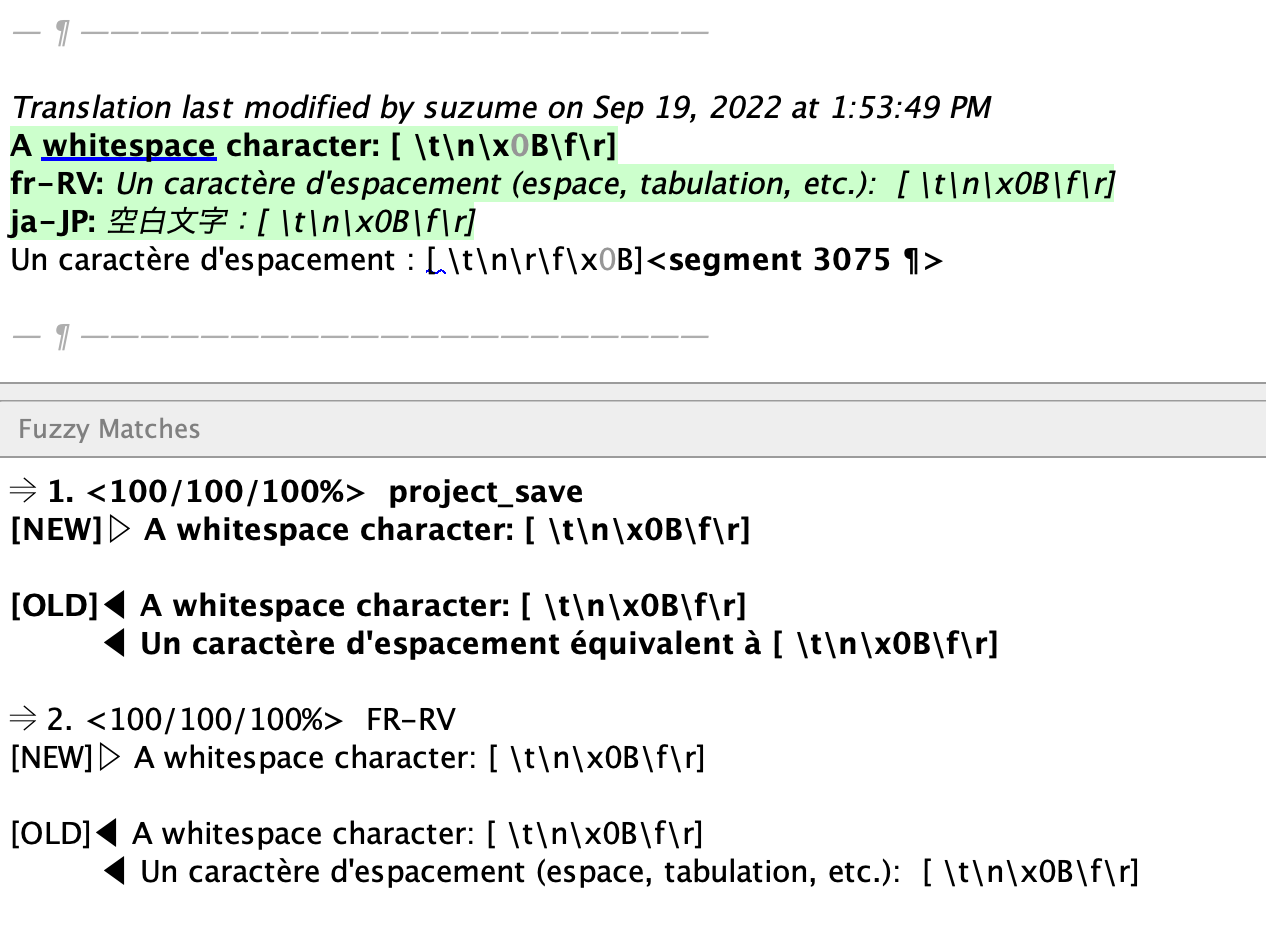 — ¶ —————————————————————
Translation last modified by suzume on Sep 19, 2022 at 1:53:49 PM
A whitespace character: [ \t\n\x0B\f\r]
fr-RV: Un caractère d'espacement (espace, tabulation, etc.):  [ \t\n\x0B\f\r]
ja-JP: 空白文字：[ \t\n\x0B\f\r]
Un caractère d'espacement : [ \t\n\r\f\x0B]<segment 3075 ¶>
— ¶ —————————————————————
Fuzzy Matches
⇒ 1. <100/100/100%>  project_save
[NEW]▷ A whitespace character: [ \t\n\x0B\f\r]
[OLD]◀ A whitespace character: [ \t\n\x0B\f\r]
◀ Un caractère d'espacement équivalent à [ \t\n\x0B\f\r]
⇒ 2. <100/100/100%>  FR-RV
[NEW]▷ A whitespace character: [ \t\n\x0B\f\r]
[OLD]◀ A whitespace character: [ \t\n\x0B\f\r]
◀ Un caractère d'espacement (espace, tabulation, etc.):  [ \t\n\x0B\f\r]